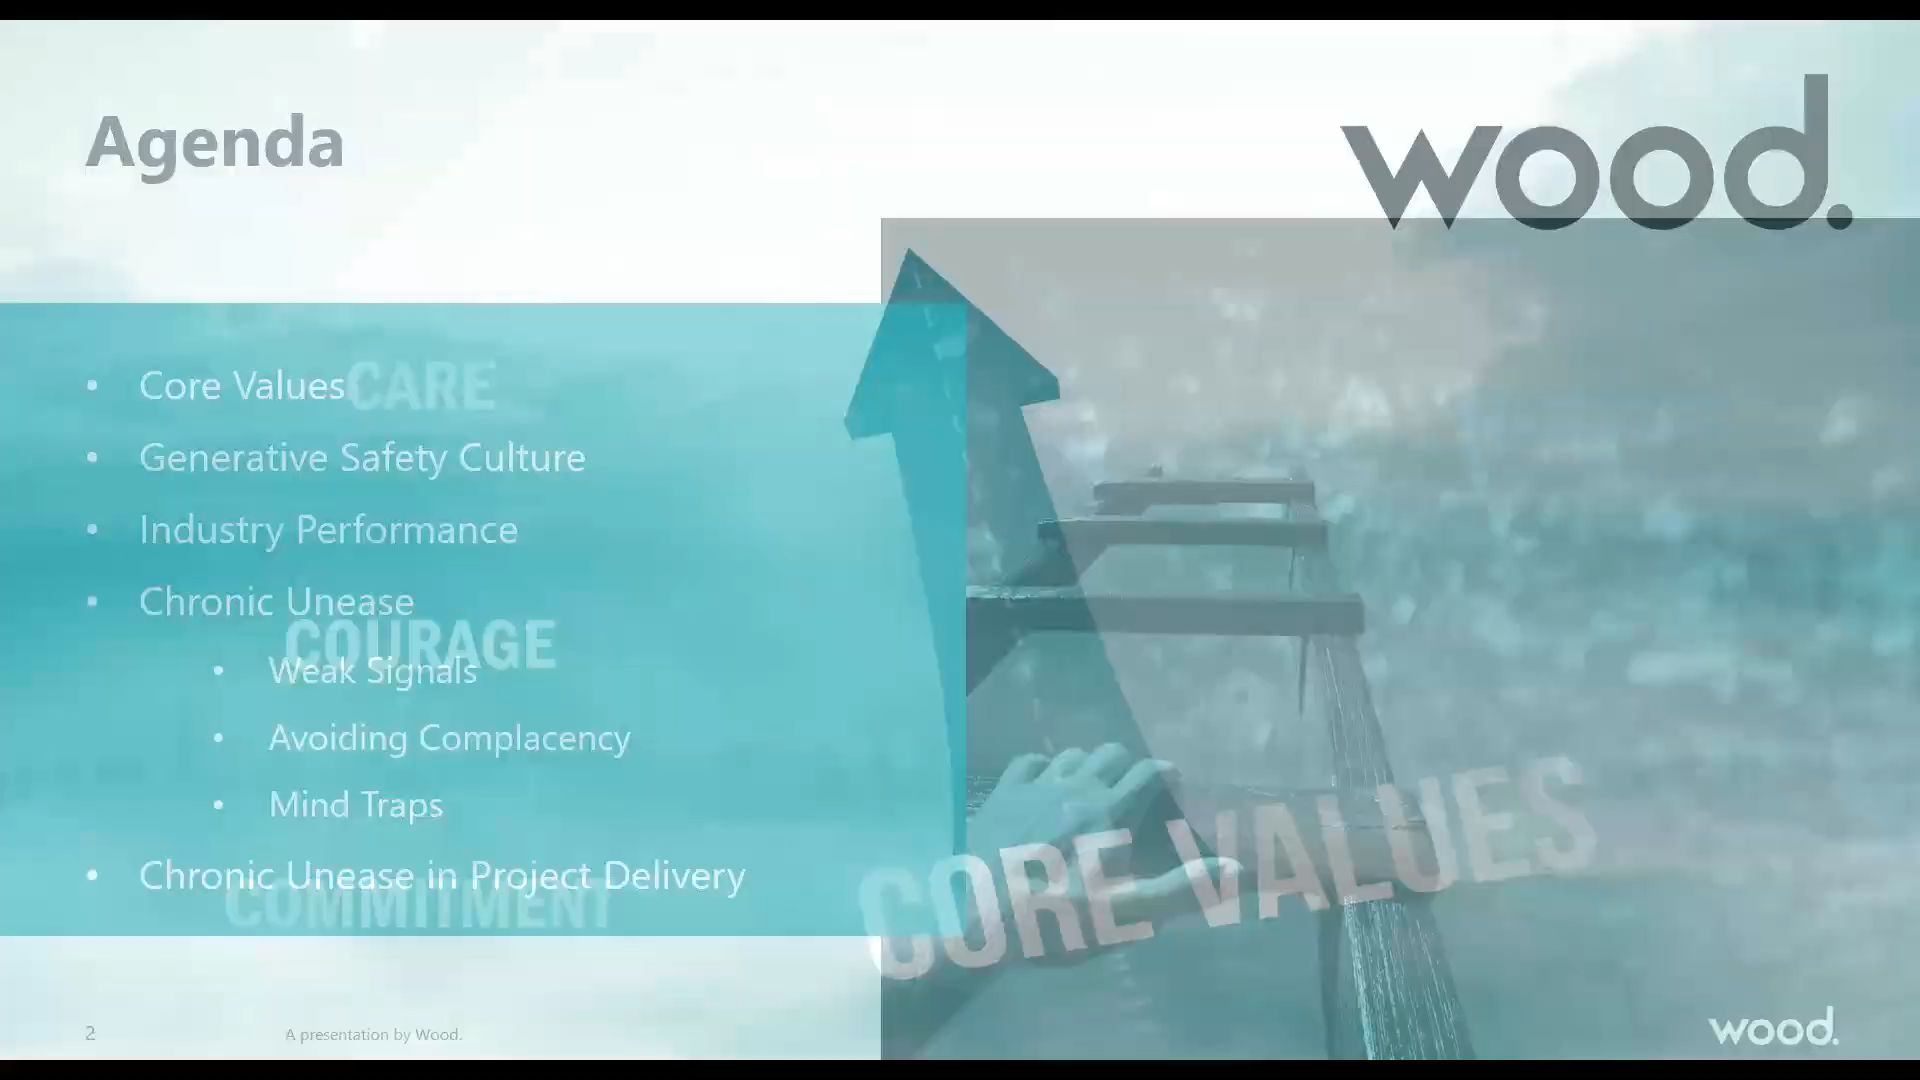 Agenda
wood.
• Core Values
CARE
• Generative Safety Culture
• Industry Performance
• Chronic Unease
COURAGE
• Weak Signals
• Avoiding Complacency
• Mind Traps
• Chronic Unease in Project Delivery
COMMITMENT
CORE VALUES
2
A presentation by Wood.
wood.